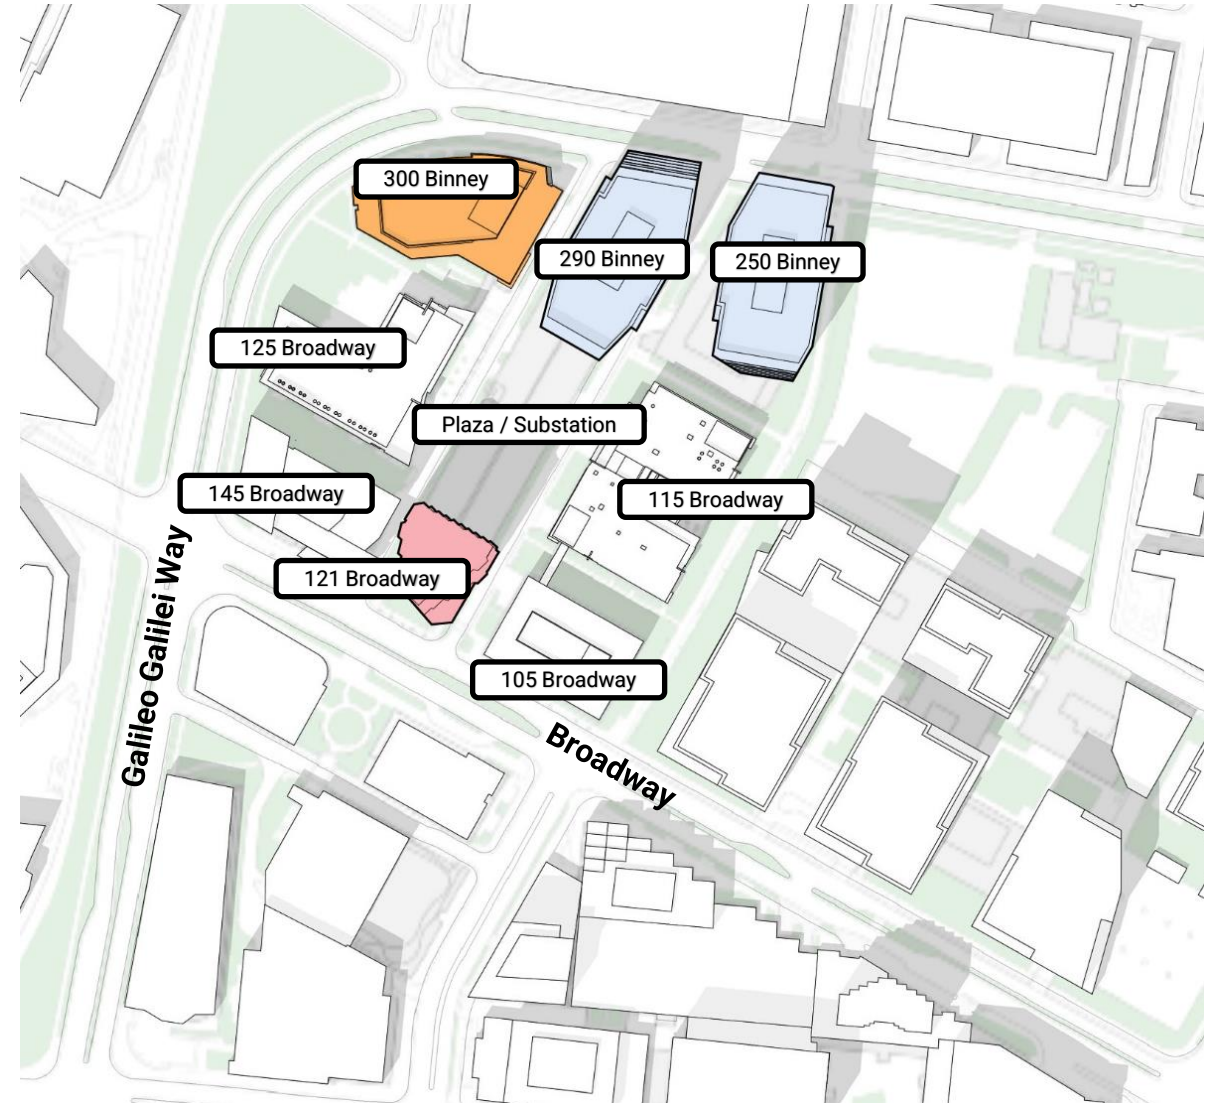 300 Binney
290 Binney
250 Binney
125 Broadway
Plaza / Substation
145 Broadway
115 Broadway
121 Broadway
105 Broadway
Galileo Galilei Way
Broadway